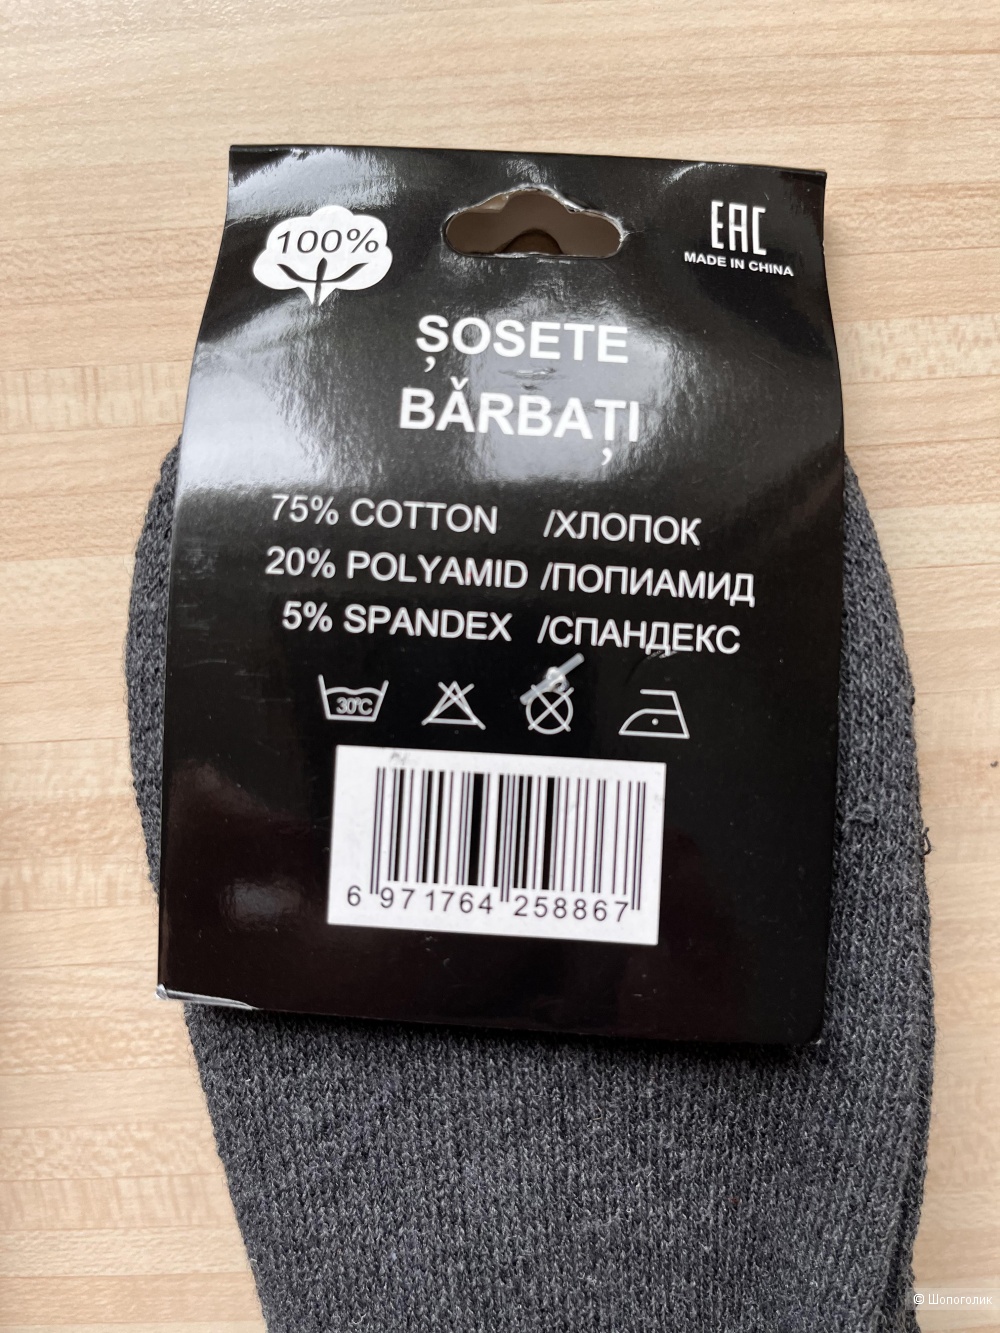 100%
EAC
MADE IN CHINA
ȘOSETE
BĂRBAȚI
75% COTTON /ХЛОПОК
20% POLYAMID /ПОПИАМИД
5% SPANDEX /СПАНДЕКС
30°C
6 971764 258867
© Шопоголик